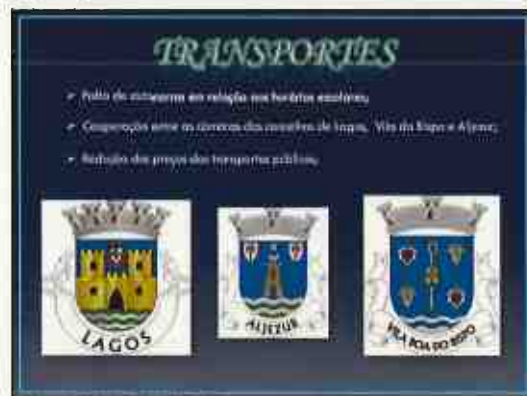 TRANSPORTES
Falta de autocarros em relação aos horários escolares;
Cooperação entre as câmaras dos concelhos de Lagos, Vila do Bispo e Aljezur;
Redução dos preços dos transportes públicos;
LAGOS
ALJEZUR
VILA BOA DO BISPO